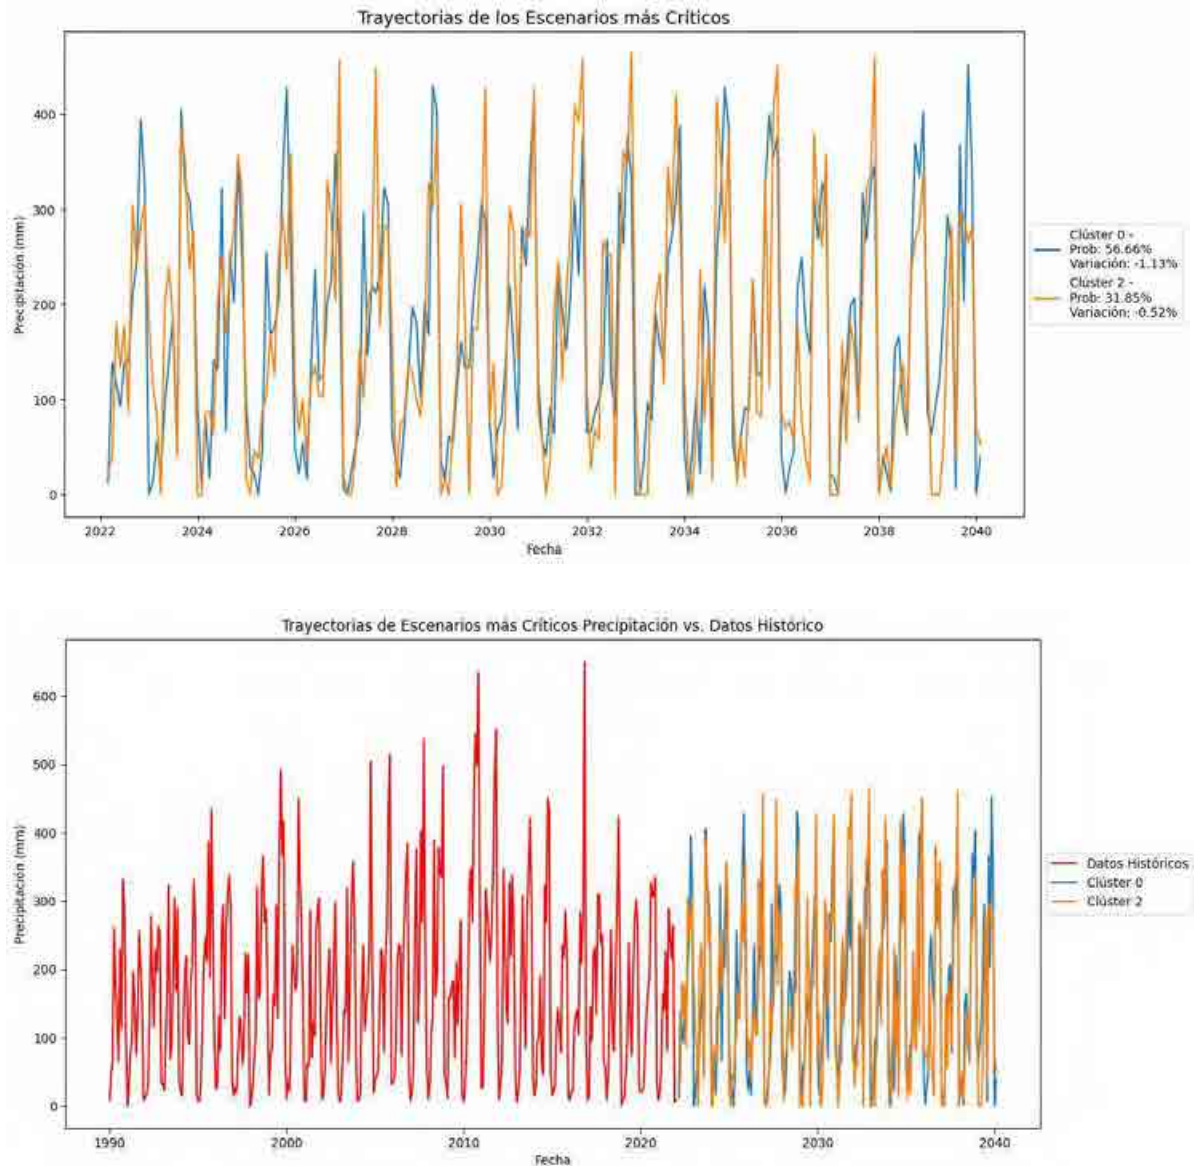 Trayectorias de los Escenarios más Críticos
Precipitación (mm)
400
300
200
100
0
2022 2024 2026 2028 2030 2032 2034 2036 2038 2040
Fecha
Clúster 0 -
Prob: 56.66%
Variación: -1.13%
Clúster 2 -
Prob: 31.85%
Variación: -0.52%
Trayectorias de Escenarios más Críticos Precipitación vs. Datos Histórico
Precipitación (mm)
600
500
400
300
200
100
0
1990 2000 2010 2020 2030 2040
Fecha
Datos Históricos
Clúster 0
Clúster 2